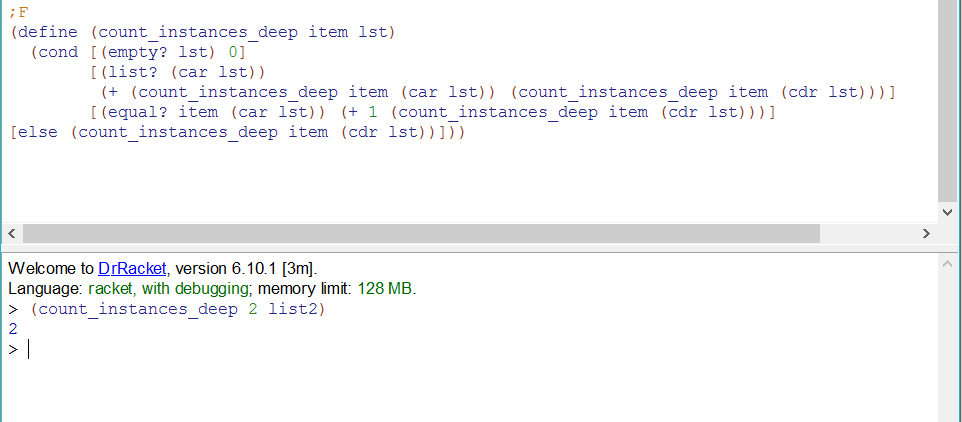 ;F
(define (count_instances_deep item lst)
  (cond [(empty? lst) 0]
        [(list? (car lst))
         (+ (count_instances_deep item (car lst)) (count_instances_deep item (cdr lst)))]
        [(equal? item (car lst)) (+ 1 (count_instances_deep item (cdr lst)))]
[else (count_instances_deep item (cdr lst))]))
Welcome to DrRacket, version 6.10.1 [3m].
Language: racket, with debugging; memory limit: 128 MB.
> (count_instances_deep 2 list2)
2
>